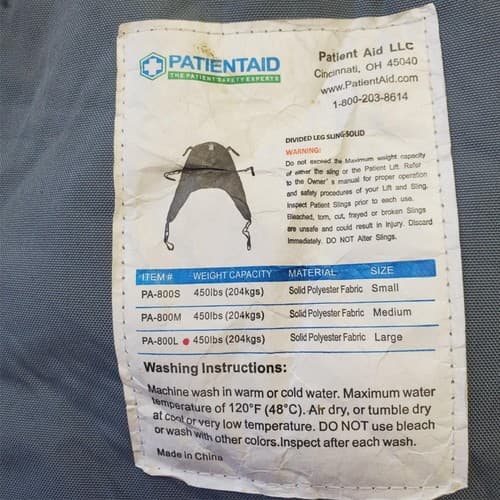 PATIENTAID
THE PATIENT SAFETY EXPERTS
Patient Aid LLC
Cincinnati, OH 45040
www.PatientAid.com
1-800-203-8614
DIVIDED LEG SLING SOLID
WARNING:
Do not exceed the Maximum weight capacity
of either the sling or the Patient Lift. Refer
to the Owner's manual for proper operation
and safety procedures of your Lift and Sling.
Inspect Patient Slings prior to each use.
Bleached, torn, cut, frayed or broken Slings
are unsafe and could result in Injury. Discard
Immediately. DO NOT Alter Slings.
ITEM # WEIGHT CAPACITY MATERIAL SIZE
PA-800S 450lbs (204kgs) Solid Polyester Fabric Small
PA-800M 450lbs (204kgs) Solid Polyester Fabric Medium
PA-800L 450lbs (204kgs) Solid Polyester Fabric Large
Washing Instructions:
Machine wash in warm or cold water. Maximum water
temperature of 120°F (48°C). Air dry, or tumble dry
at cool or very low temperature. DO NOT use bleach
or wash with other colors.Inspect after each wash.
Made in China